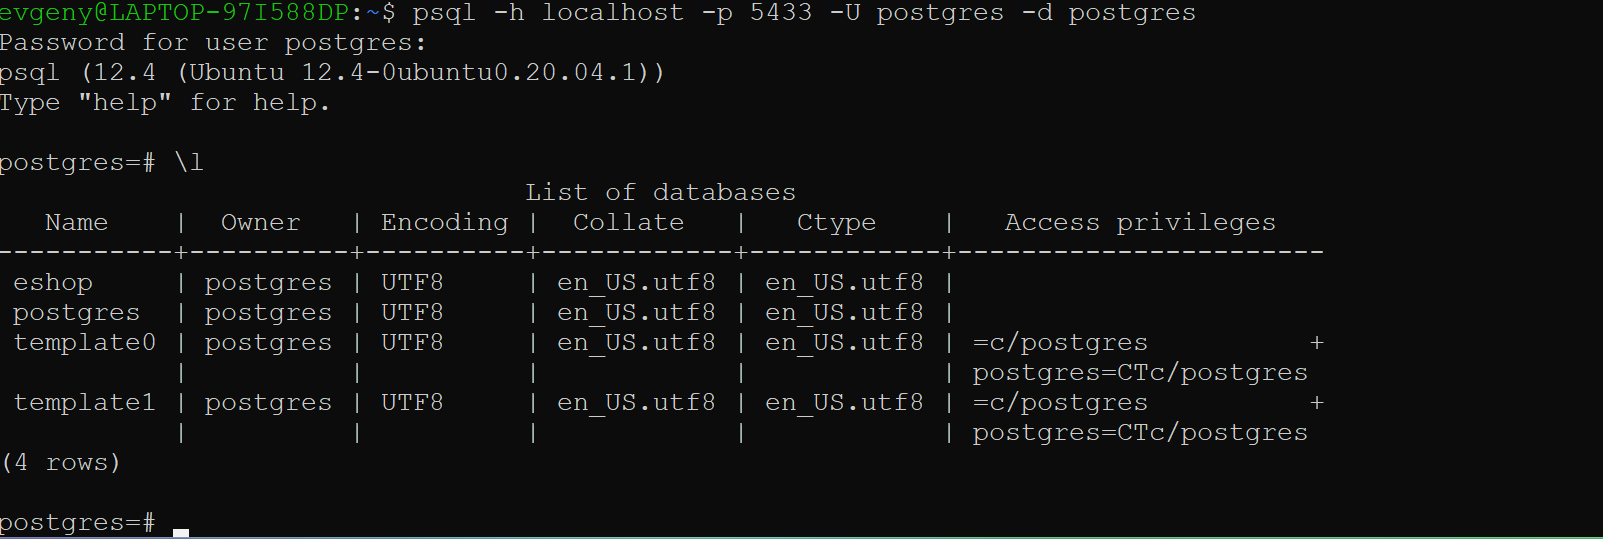 evgeny@LAPTOP-97I588DP:~$ psql -h localhost -p 5433 -U postgres -d postgres
Password for user postgres:
psql (12.4 (Ubuntu 12.4-0ubuntu0.20.04.1))
Type "help" for help.

postgres=# \l
                                  List of databases
   Name    |  Owner   | Encoding |  Collate   |   Ctype    |   Access privileges
-----------+----------+----------+------------+------------+-----------------------
 eshop     | postgres | UTF8     | en_US.utf8 | en_US.utf8 |
 postgres  | postgres | UTF8     | en_US.utf8 | en_US.utf8 |
 template0 | postgres | UTF8     | en_US.utf8 | en_US.utf8 | =c/postgres          +
           |          |          |            |            | postgres=CTc/postgres
 template1 | postgres | UTF8     | en_US.utf8 | en_US.utf8 | =c/postgres          +
           |          |          |            |            | postgres=CTc/postgres
(4 rows)

postgres=#